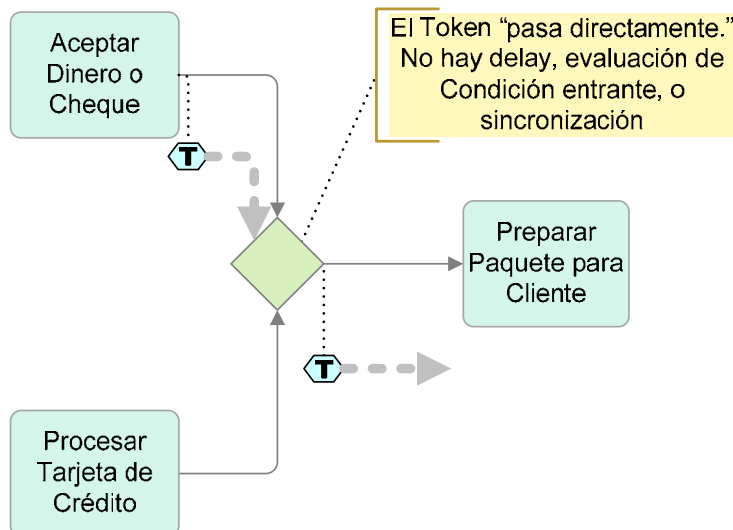 Aceptar
Dinero o
Cheque
El Token “pasa directamente.”
No hay delay, evaluación de
Condición entrante, o
sincronización
T
Preparar
Paquete para
Cliente
T
Procesar
Tarjeta de
Crédito